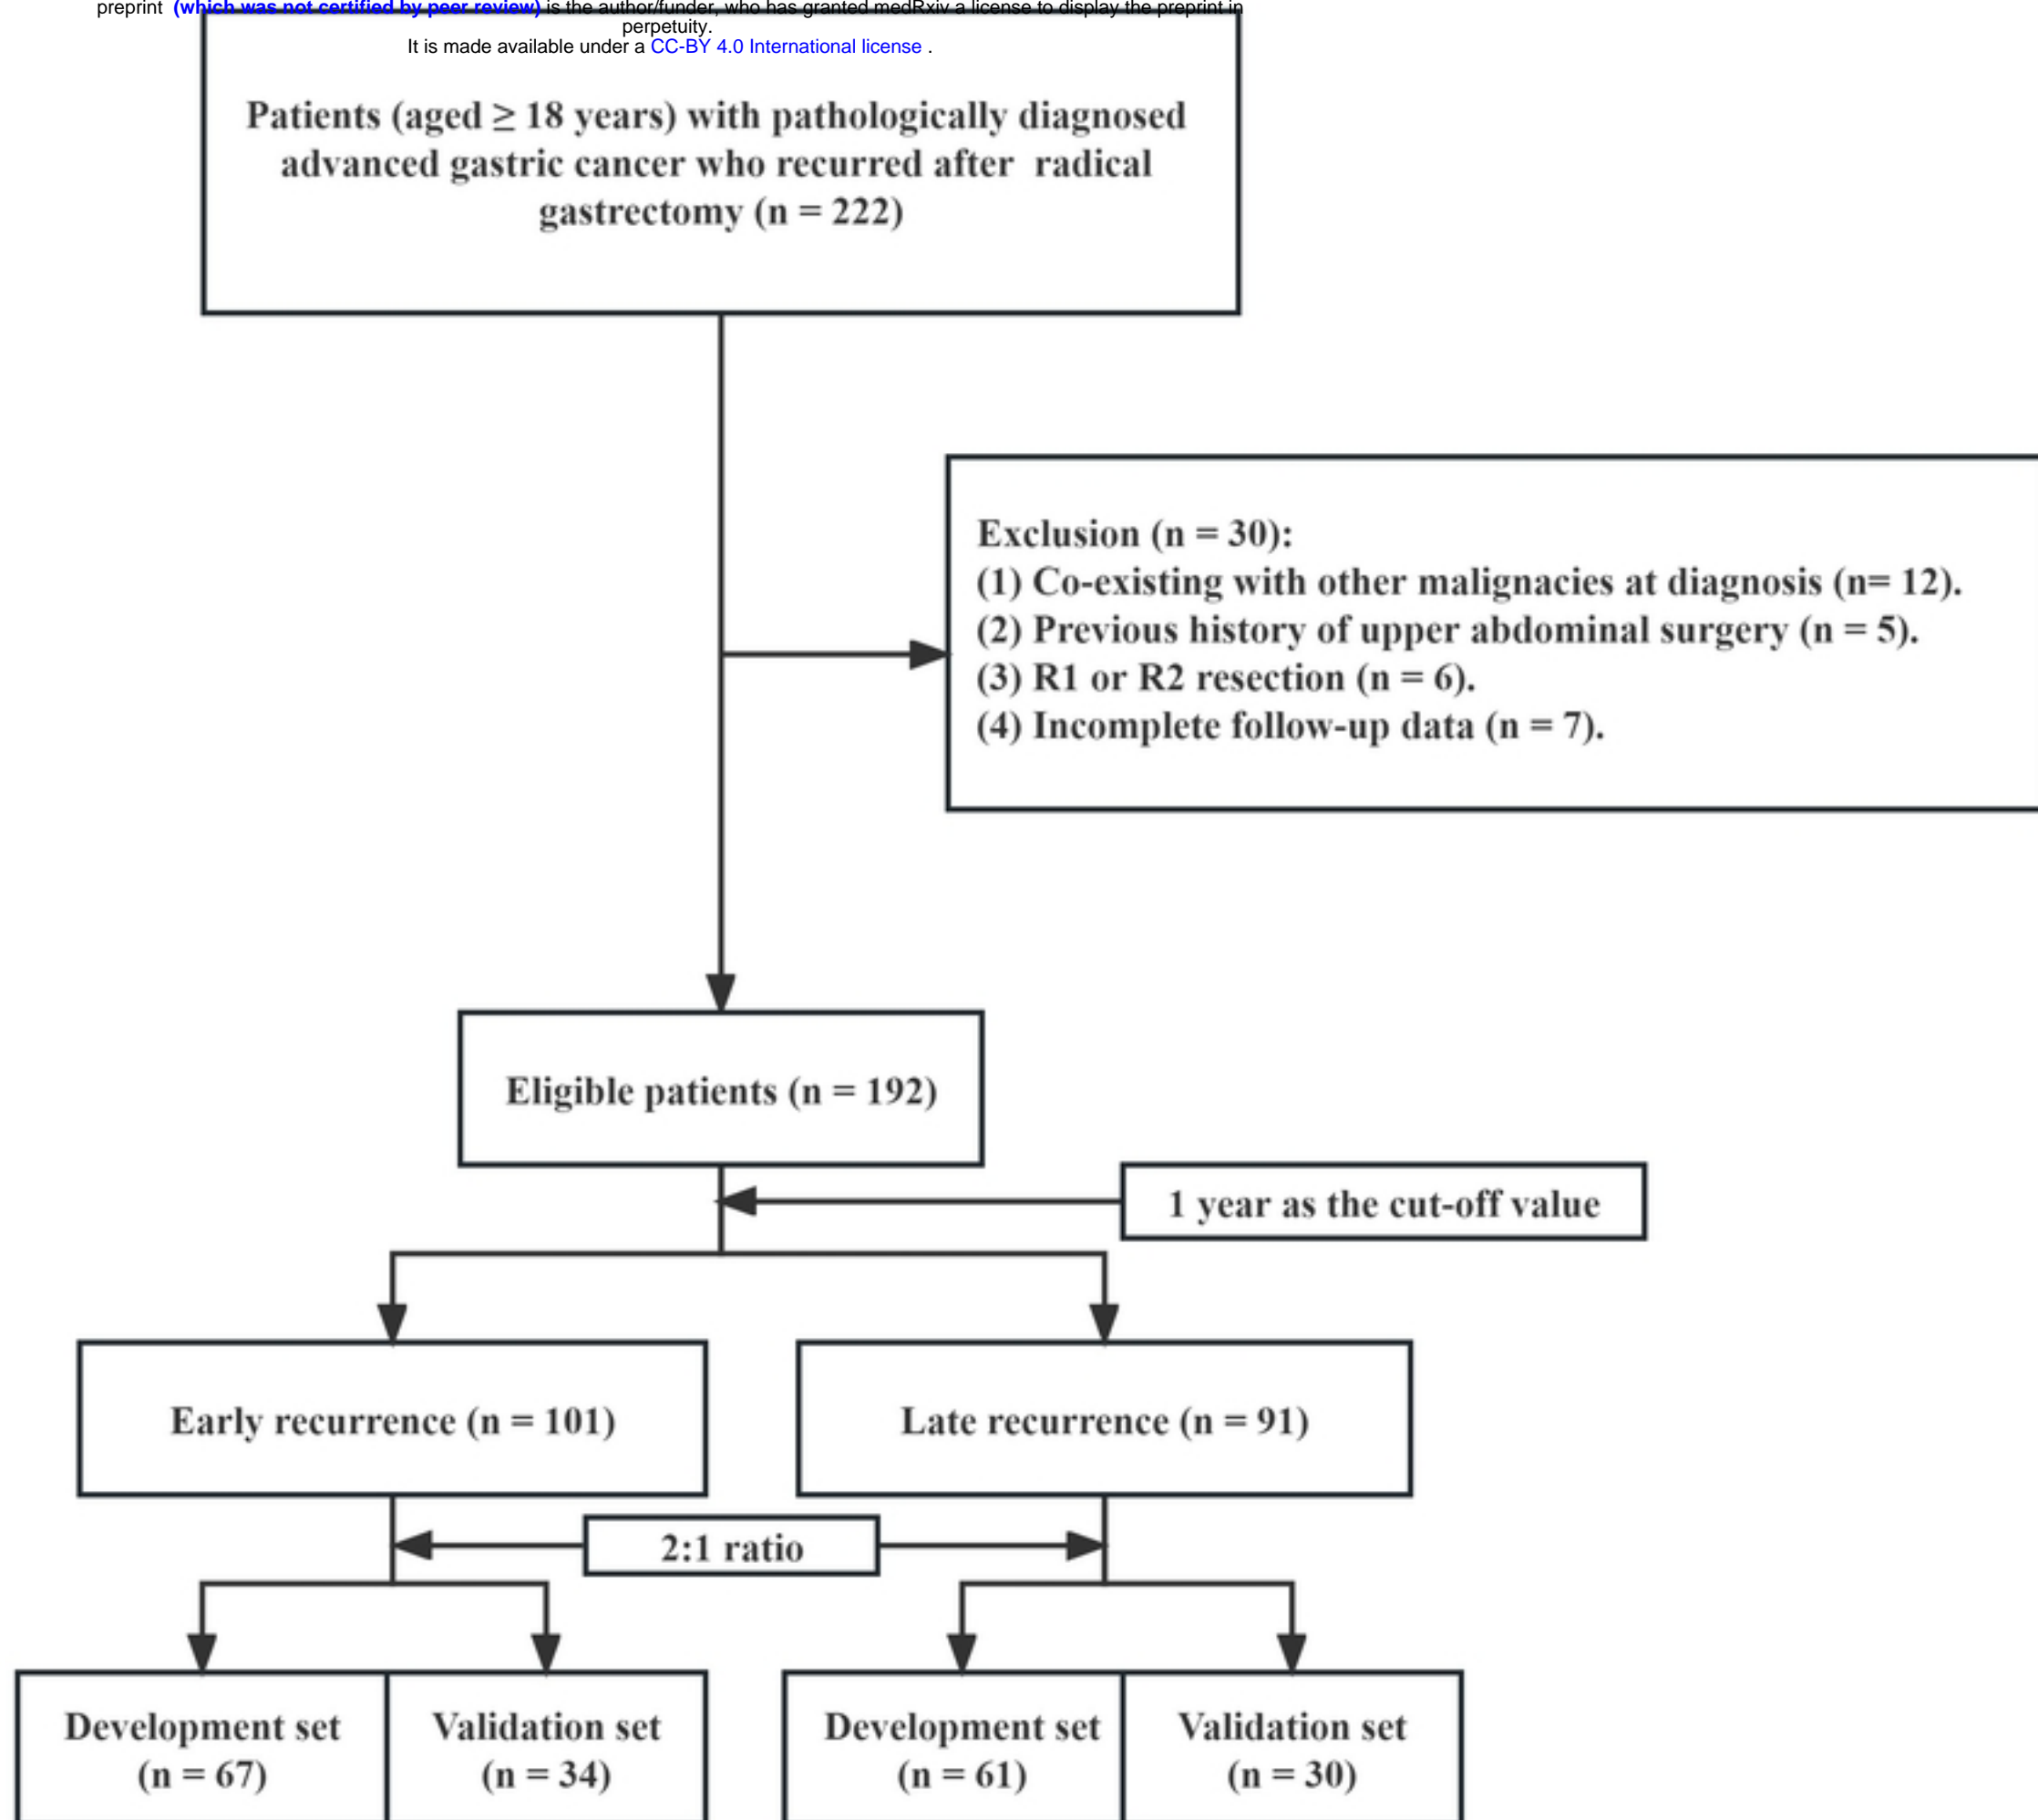 preprint (which was not certified by peer review) is the author/funder, who has granted medRxiv a license to display the preprint in
perpetuity.
It is made available under a CC-BY 4.0 International license .
Patients (aged ≥ 18 years) with pathologically diagnosed
advanced gastric cancer who recurred after radical
gastrectomy (n = 222)
Exclusion (n = 30):
(1) Co-existing with other malignacies at diagnosis (n= 12).
(2) Previous history of upper abdominal surgery (n = 5).
(3) R1 or R2 resection (n = 6).
(4) Incomplete follow-up data (n = 7).
Eligible patients (n = 192)
1 year as the cut-off value
Early recurrence (n = 101)
Late recurrence (n = 91)
2:1 ratio
Development set
(n = 67)
Validation set
(n = 34)
Development set
(n = 61)
Validation set
(n = 30)